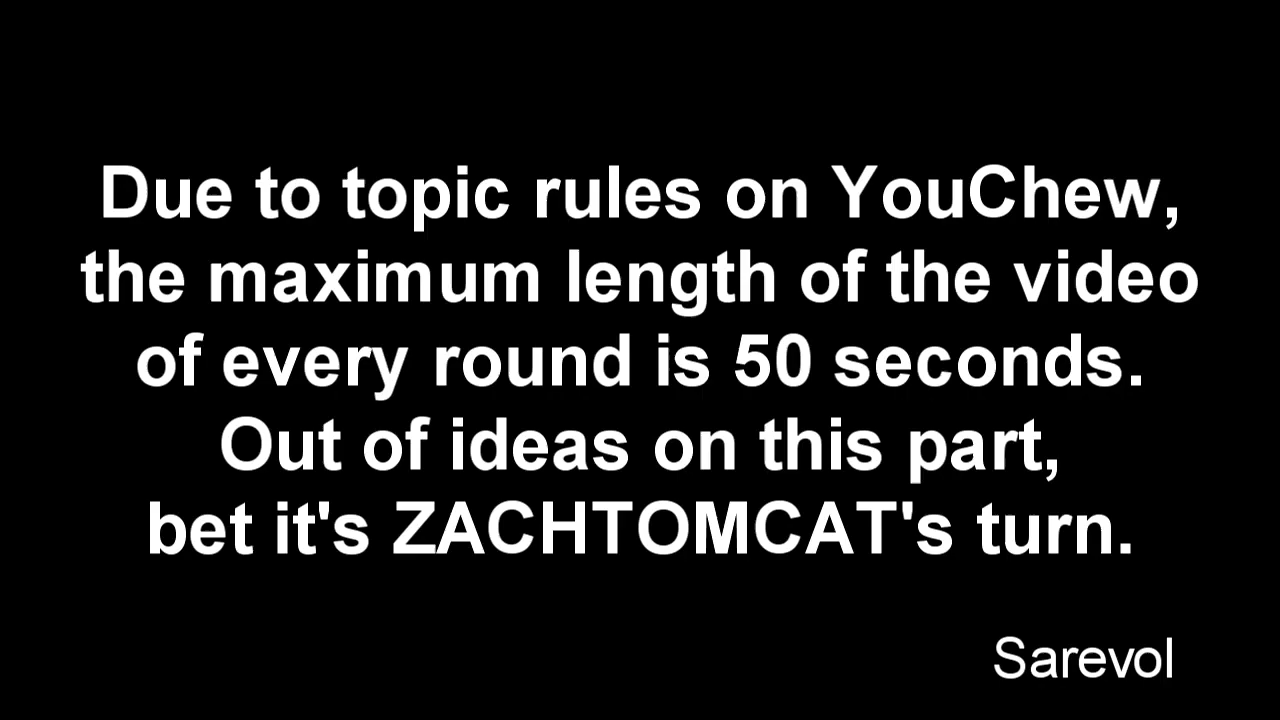 Due to topic rules on YouChew,
the maximum length of the video
of every round is 50 seconds.
Out of ideas on this part,
bet it's ZACHTOMCAT's turn.
Sarevol